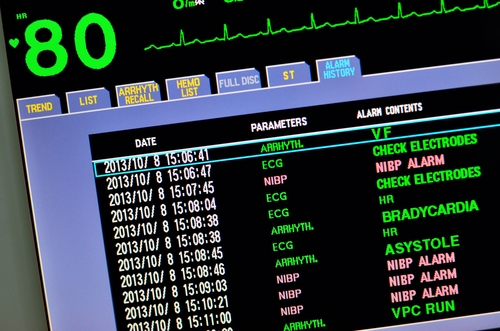 HR
80
TREND
LIST
ARRHYTH RECALL
HEMO LIST
FULL DISC
ST
ALARM HISTORY
DATE PARAMETERS ALARM CONTENTS
2013/10/ 8 15:06:41 ARRHYTH. VF
2013/10/ 8 15:06:47 ECG CHECK ELECTRODES
2013/10/ 8 15:07:45 NIBP NIBP ALARM
2013/10/ 8 15:08:04 ECG CHECK ELECTRODES
2013/10/ 8 15:08:38 ECG HR
2013/10/ 8 15:08:38 ARRHYTH. BRADYCARDIA
2013/10/ 8 15:08:45 ECG HR
2013/10/ 8 15:08:46 ARRHYTH. ASYSTOLE
2013/10/ 8 15:09:03 NIBP NIBP ALARM
2013/10/ 8 15:10:21 NIBP NIBP ALARM
2013/10/ 8 15:11:00 NIBP NIBP ALARM
ARRHYTH. VPC RUN